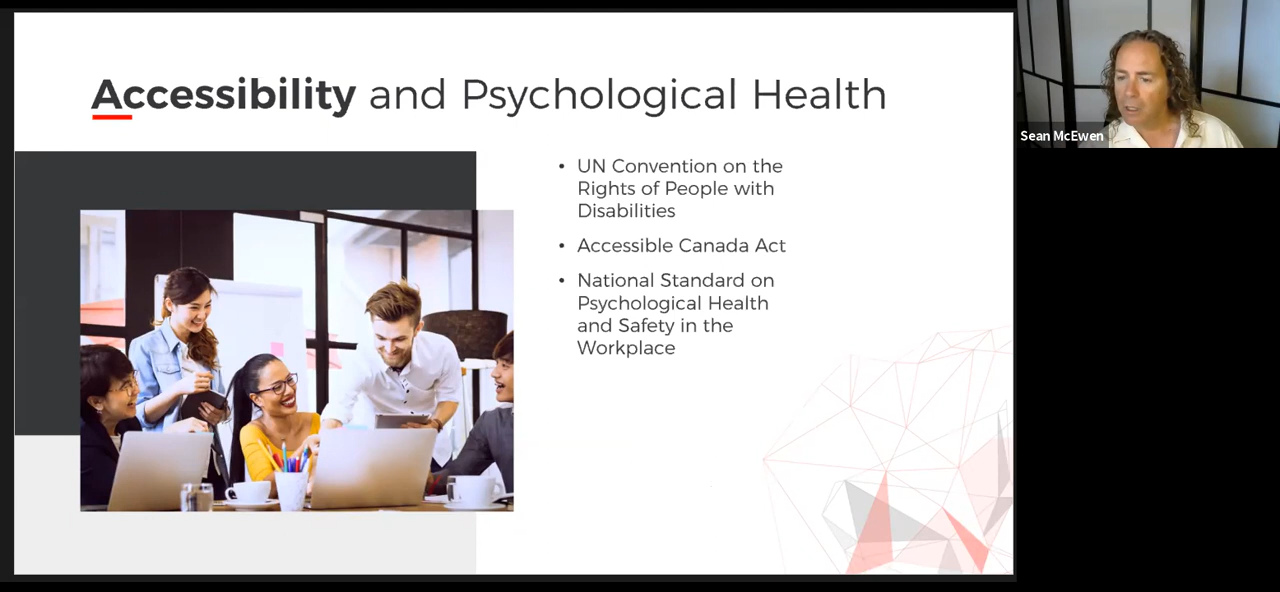 Accessibility and Psychological Health
• UN Convention on the
Rights of People with
Disabilities
• Accessible Canada Act
• National Standard on
Psychological Health
and Safety in the
Workplace
Sean McEwen